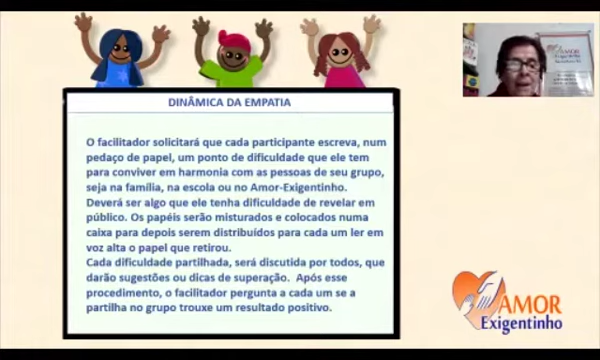 DINÂMICA DA EMPATIA
O facilitador solicitará que cada participante escreva, num
pedaço de papel, um ponto de dificuldade que ele tem
para conviver em harmonia com as pessoas de seu grupo,
seja na família, na escola ou no Amor-Exigentinho.
Deverá ser algo que ele tenha dificuldade de revelar em
público. Os papéis serão misturados e colocados numa
caixa para depois serem distribuídos para cada um ler em
voz alta o papel que retirou.
Cada dificuldade partilhada, será discutida por todos, que
darão sugestões ou dicas de superação. Após esse
procedimento, o facilitador pergunta a cada um se a
partilha no grupo trouxe um resultado positivo.
AMOR
AMOR
Exigentinho